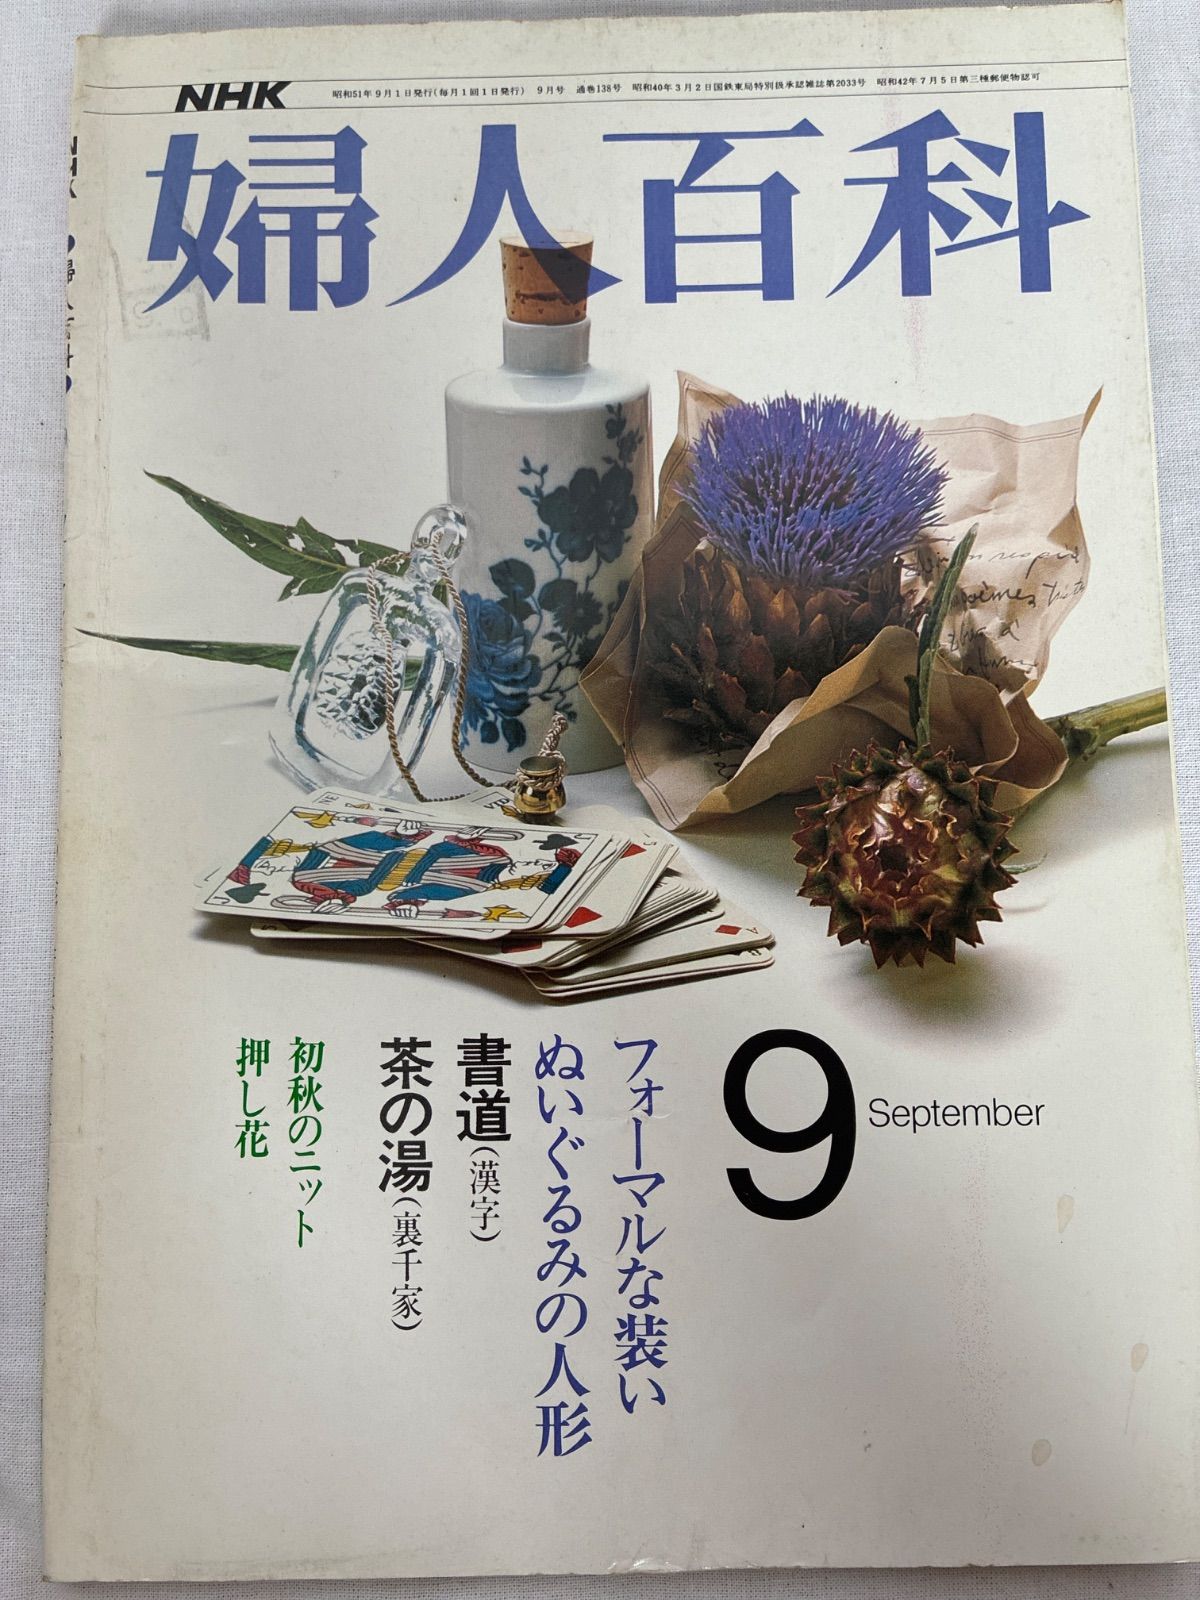 NHK
昭和51年9月1日発行(毎月1回1日発行) 9月号 通巻138号 昭和40年3月2日国鉄東局特別扱承認雑誌第2033号 昭和42年7月5日第三種郵便物認可
婦人百科
NHK
9 September
フォーマルな装い
ぬいぐるみの人形
書道(漢字)
茶の湯(裏千家)
初秋のニット
押し花